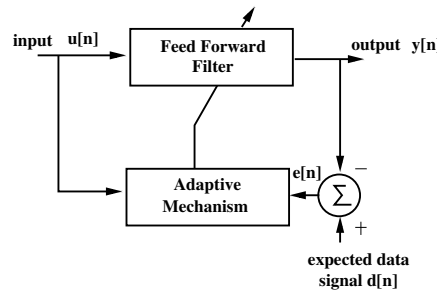 input u[n]
Feed Forward
Filter
output y[n]
Adaptive
Mechanism
e[n]
−
Σ
+
expected data
signal d[n]